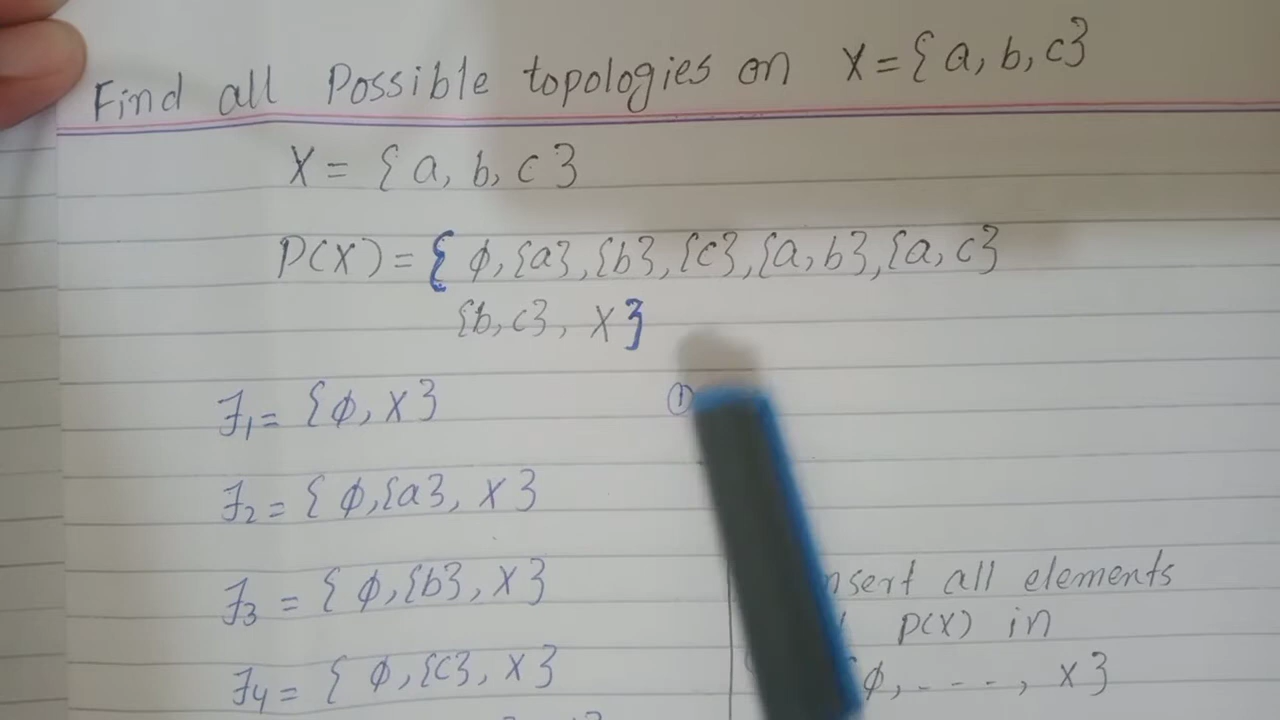 Find all Possible topologies on X = {a, b, c}
X = {a, b, c}
P(X) = {ϕ, {a}, {b}, {c}, {a, b}, {a, c}
{b, c}, X}
J₁ = {ϕ, X}
①
J₂ = {ϕ, {a}, X}
J₃ = {ϕ, {b}, X}
nsert all elements
P(X) in
J₄ = {ϕ, {c}, X}
ϕ, - - - -, X}